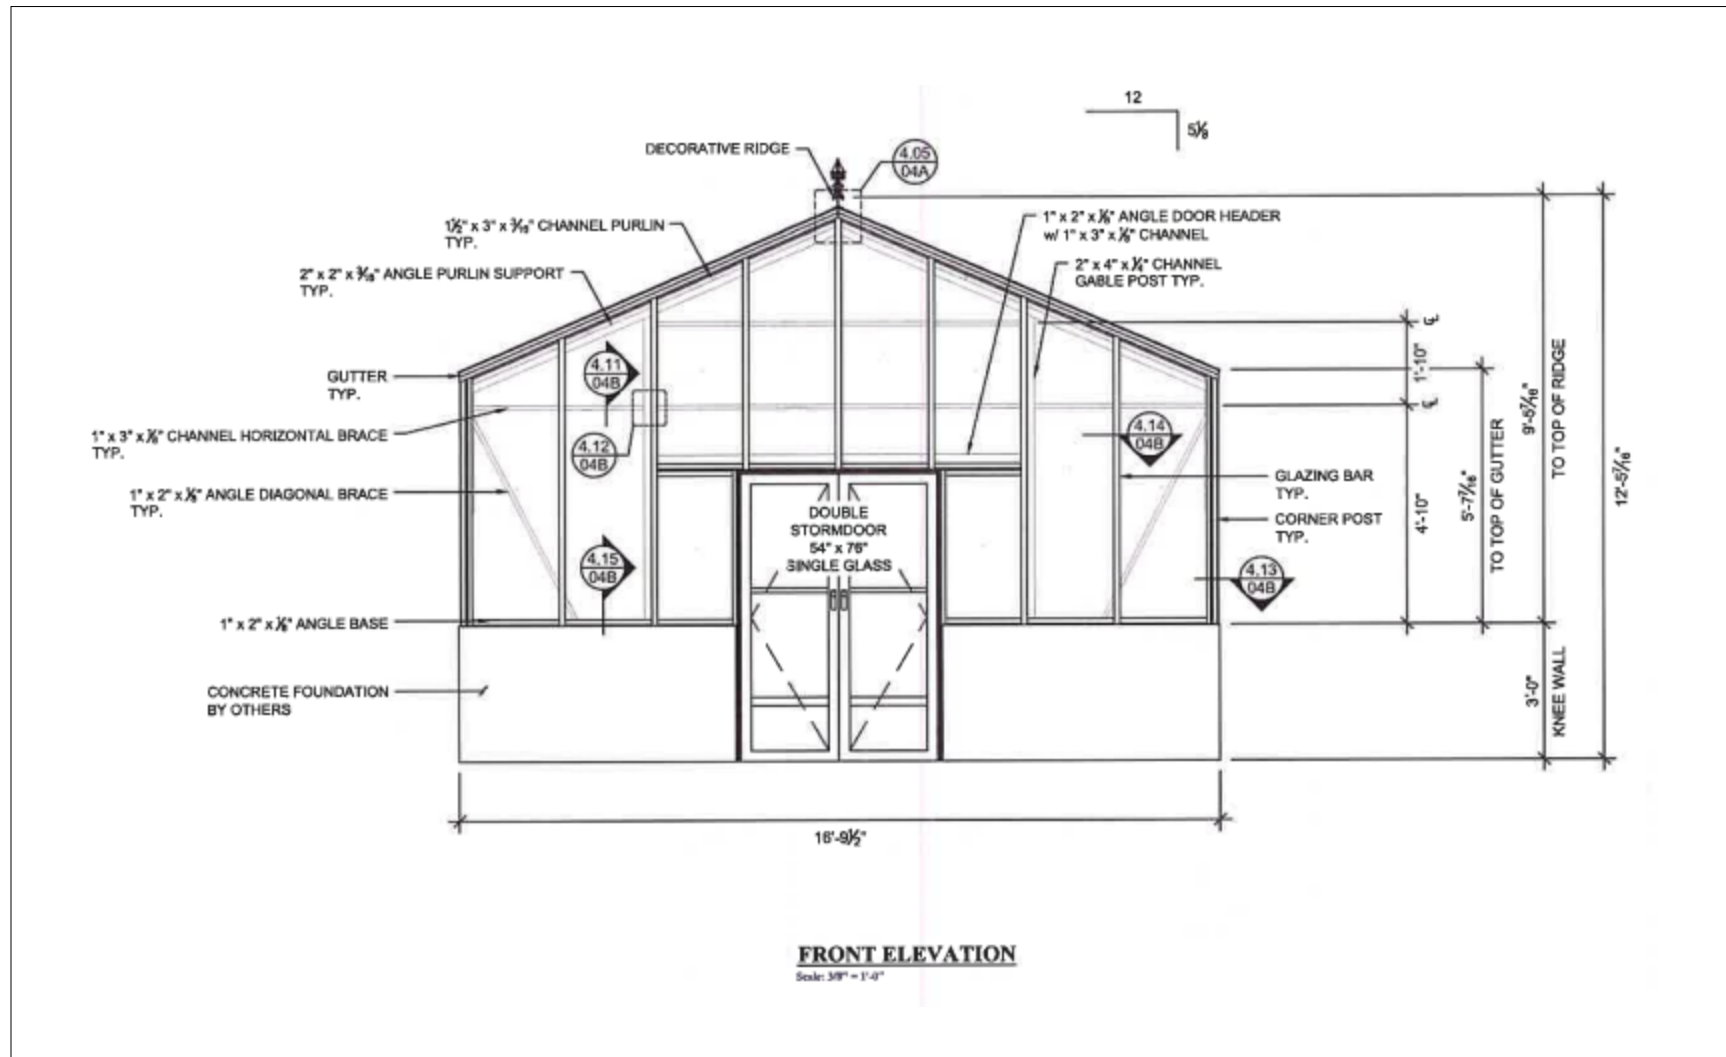 12
5⅛
DECORATIVE RIDGE
4.05
04A
1½" x 3" x 3⁄16" CHANNEL PURLIN
TYP.
1" x 2" x ⅛" ANGLE DOOR HEADER
w/ 1" x 3" x ⅛" CHANNEL
2" x 2" x 3⁄16" ANGLE PURLIN SUPPORT
TYP.
2" x 4" x ¼" CHANNEL
GABLE POST TYP.
GUTTER
TYP.
4.11
04B
1" x 3" x ⅛" CHANNEL HORIZONTAL BRACE
TYP.
4.12
04B
4.14
04B
1" x 2" x ⅛" ANGLE DIAGONAL BRACE
TYP.
GLAZING BAR
TYP.
CORNER POST
TYP.
DOUBLE
STORMDOOR
54" x 76"
SINGLE GLASS
4.15
04B
4.13
04B
1" x 2" x ⅛" ANGLE BASE
CONCRETE FOUNDATION
BY OTHERS
℄
1'-10"
℄
4'-10"
5'-7⁷⁄₁₆"
TO TOP OF GUTTER
TO TOP OF RIDGE
12'-5⁷⁄₁₆"
3'-0"
KNEE WALL
16'-9½"
FRONT ELEVATION
Scale: 3/8" = 1'-0"